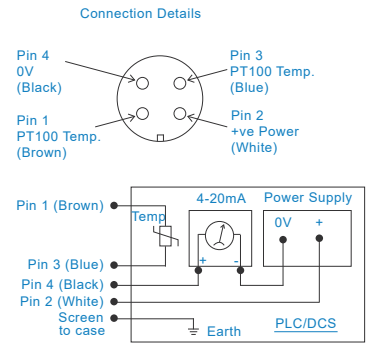 Connection Details
Pin 4
0V
(Black)
Pin 3
PT100 Temp.
(Blue)
Pin 1
PT100 Temp.
(Brown)
Pin 2
+ve Power
(White)
Pin 1 (Brown)
Temp
4-20mA
Power Supply
0V +
+ -
Pin 3 (Blue)
Pin 4 (Black)
Pin 2 (White)
Screen
to case
Earth
PLC/DCS